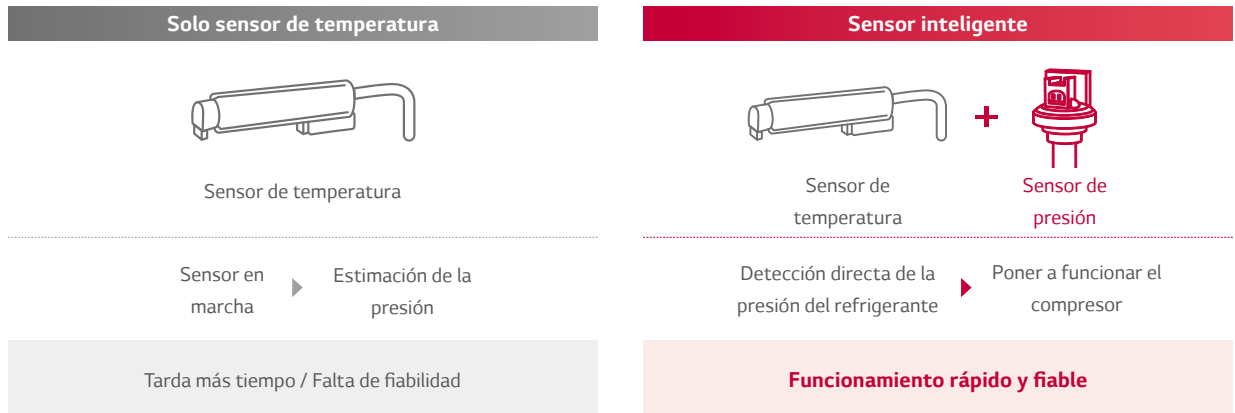 Solo sensor de temperatura
Sensor de temperatura
Sensor en
marcha
Estimación de la
presión
Tarda más tiempo / Falta de fiabilidad
Sensor inteligente
Sensor de
temperatura
+
Sensor de
presión
Detección directa de la
presión del refrigerante
Poner a funcionar el
compresor
Funcionamiento rápido y fiable